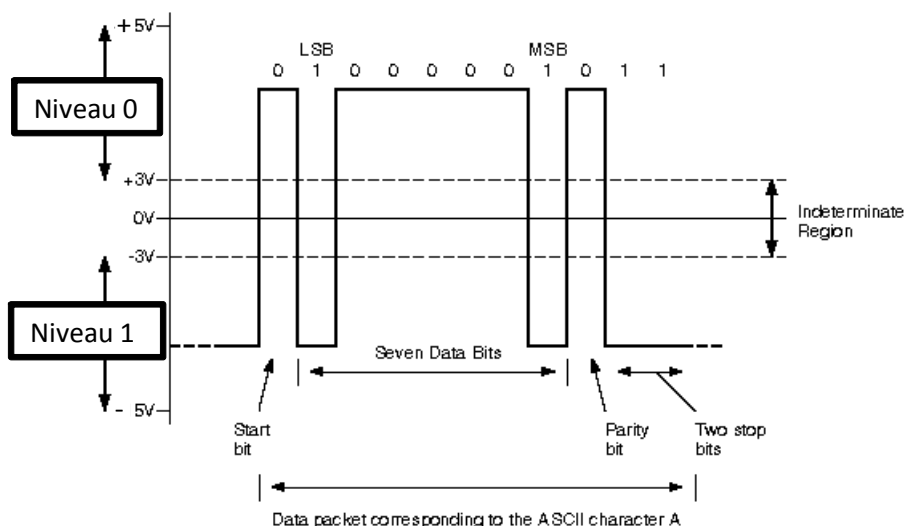 +5V
LSB MSB
0 1 0 0 0 0 0 1 0 1 1
Niveau 0
+3V
0V
Indeterminate
Region
-3V
Niveau 1
Seven Data Bits
- 5V
Start
bit
Parity
bit
Two stop
bits
Data packet corresponding to the ASCII character A